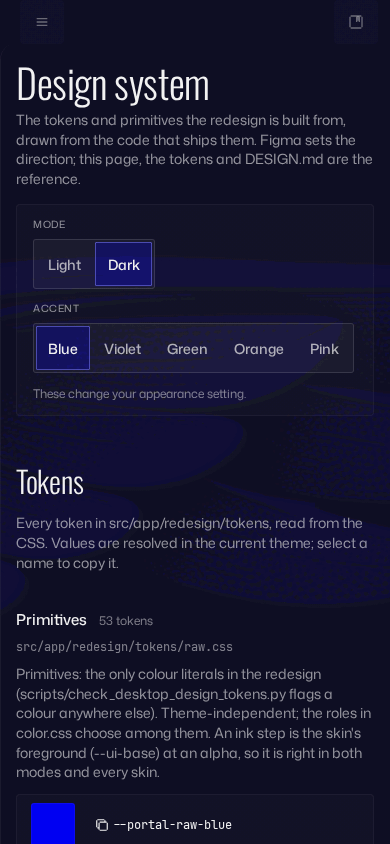 Design system
The tokens and primitives the redesign is built from,
drawn from the code that ships them. Figma sets the
direction; this page, the tokens and DESIGN.md are the
reference.
MODE
Light Dark
ACCENT
Blue Violet Green Orange Pink
These change your appearance setting.
Tokens
Every token in src/app/redesign/tokens, read from the
CSS. Values are resolved in the current theme; select a
name to copy it.
Primitives 53 tokens
src/app/redesign/tokens/raw.css
Primitives: the only colour literals in the redesign
(scripts/check_desktop_design_tokens.py flags a
colour anywhere else). Theme-independent; the roles in
color.css choose among them. An ink step is the skin's
foreground (--ui-base) at an alpha, so it is right in both
modes and every skin.
--portal-raw-blue